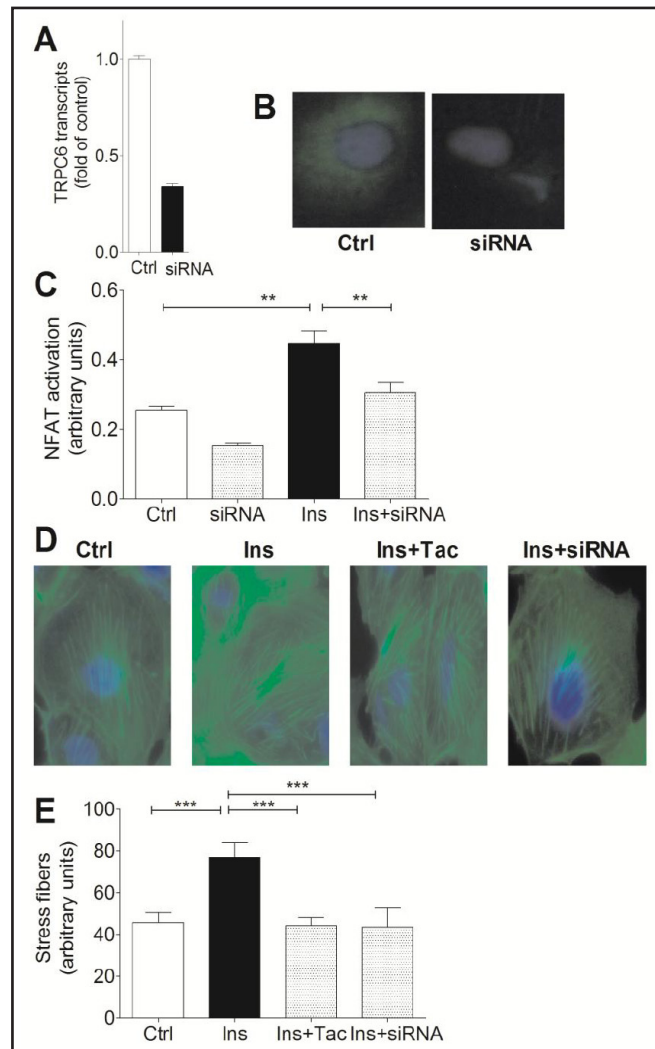 A
TRPC6 transcripts
(fold of control)
1.0
0.5
0.0
Ctrl siRNA
B
Ctrl siRNA
C
NFAT activation
(arbitrary units)
0.6
0.4
0.2
0.0
** **
Ctrl siRNA Ins Ins+siRNA
D
Ctrl Ins Ins+Tac Ins+siRNA
E
Stress fibers
(arbitrary units)
100
80
60
40
20
0
***
*** ***
Ctrl Ins Ins+Tac Ins+siRNA